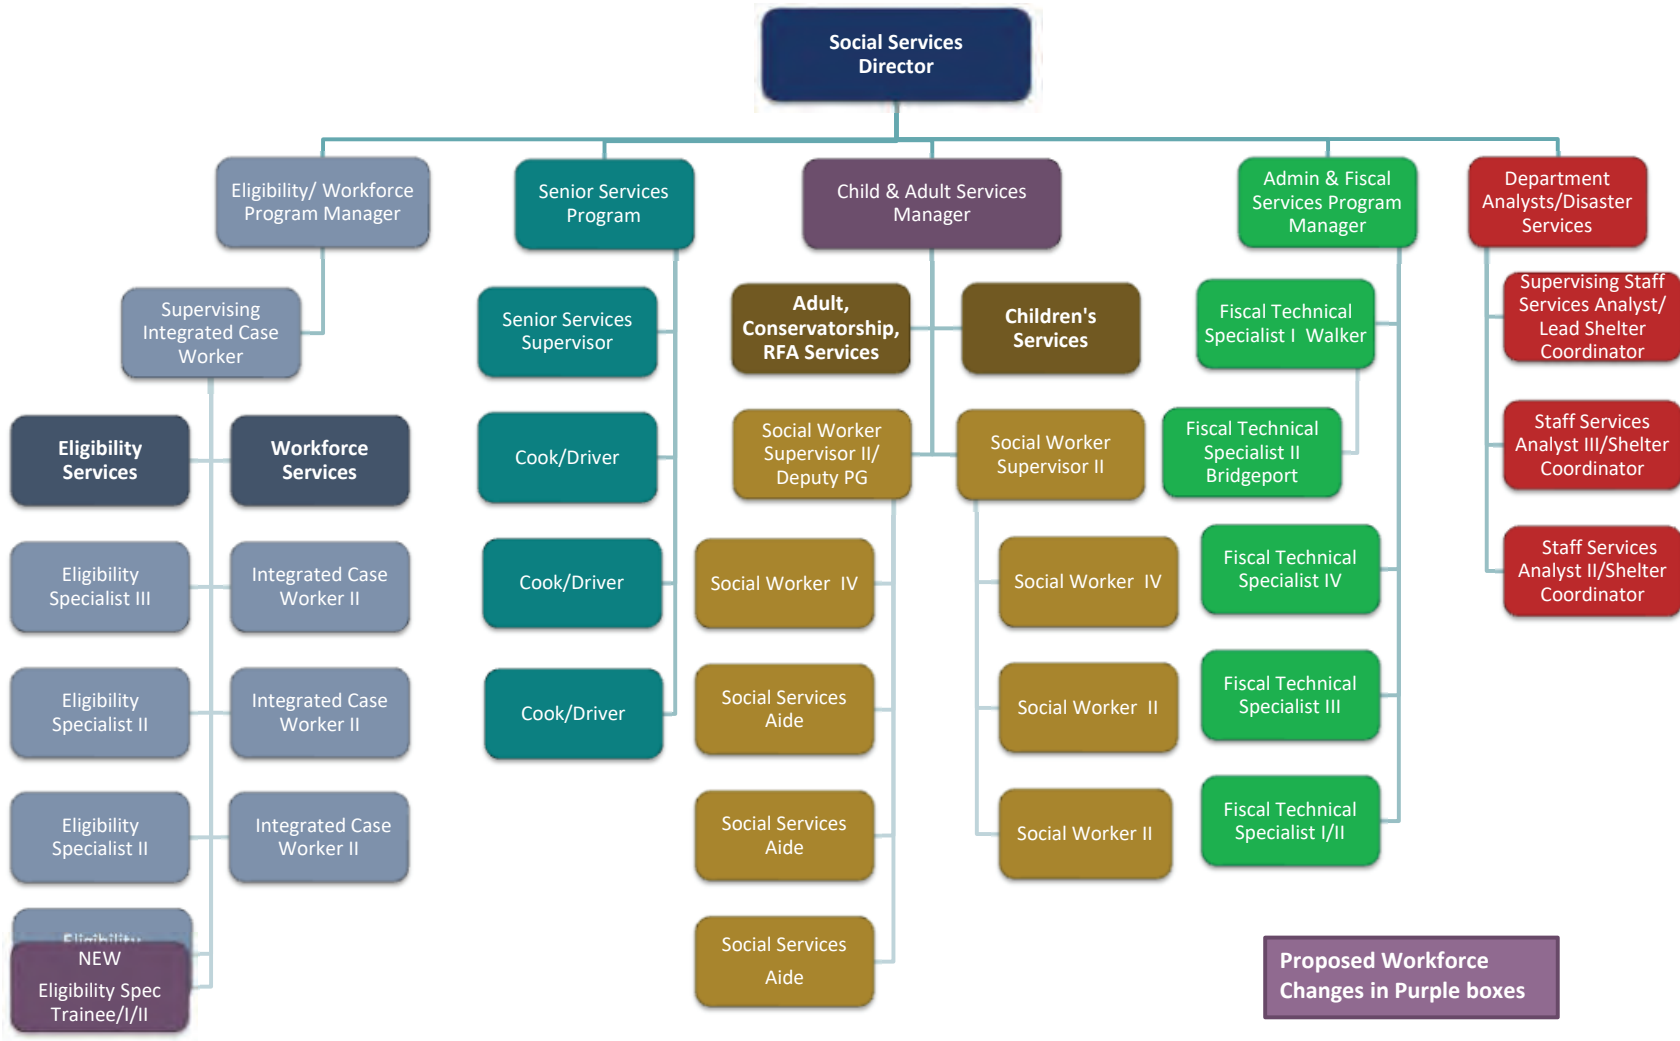 Social Services
Director
Eligibility/ Workforce
Program Manager
Senior Services
Program
Child & Adult Services
Manager
Admin & Fiscal
Services Program
Manager
Department
Analysts/Disaster
Services
Supervising
Integrated Case
Worker
Senior Services
Supervisor
Adult,
Conservatorship,
RFA Services
Children's
Services
Fiscal Technical
Specialist I Walker
Supervising Staff
Services Analyst/
Lead Shelter
Coordinator
Eligibility
Services
Workforce
Services
Cook/Driver
Social Worker
Supervisor II/
Deputy PG
Social Worker
Supervisor II
Fiscal Technical
Specialist II
Bridgeport
Staff Services
Analyst III/Shelter
Coordinator
Eligibility
Specialist III
Integrated Case
Worker II
Cook/Driver
Social Worker IV
Social Worker IV
Fiscal Technical
Specialist IV
Staff Services
Analyst II/Shelter
Coordinator
Eligibility
Specialist II
Integrated Case
Worker II
Cook/Driver
Social Services
Aide
Social Worker II
Fiscal Technical
Specialist III
Eligibility
Specialist II
Integrated Case
Worker II
Social Services
Aide
Social Worker II
Fiscal Technical
Specialist I/II
Eligibility
NEW
Eligibility Spec
Trainee/I/II
Social Services
Aide
Proposed Workforce
Changes in Purple boxes